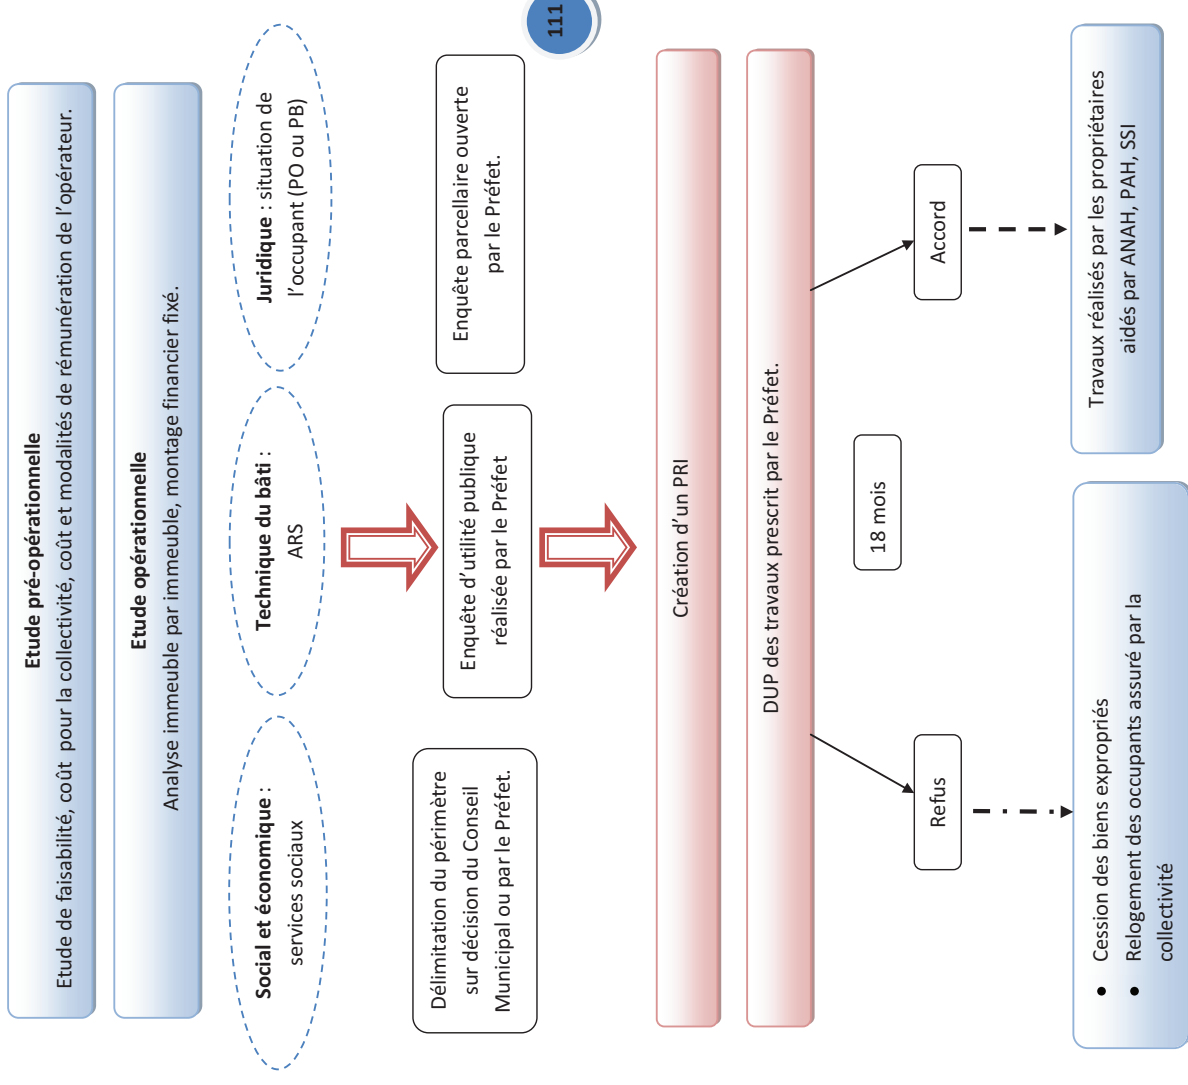 Etude pré-opérationnelle
Etude de faisabilité, coût pour la collectivité, coût et modalités de rémunération de l'opérateur.
Etude opérationnelle
Analyse immeuble par immeuble, montage financier fixé.
Social et économique :
services sociaux
Technique du bâti :
ARS
Juridique : situation de
l'occupant (PO ou PB)
Délimitation du périmètre
sur décision du Conseil
Municipal ou par le Préfet.
Enquête d'utilité publique
réalisée par le Préfet
Enquête parcellaire ouverte
par le Préfet.
111
Création d'un PRI
DUP des travaux prescrit par le Préfet.
Refus
18 mois
Accord
• Cession des biens expropriés
• Relogement des occupants assuré par la
collectivité
Travaux réalisés par les propriétaires
aidés par ANAH, PAH, SSI